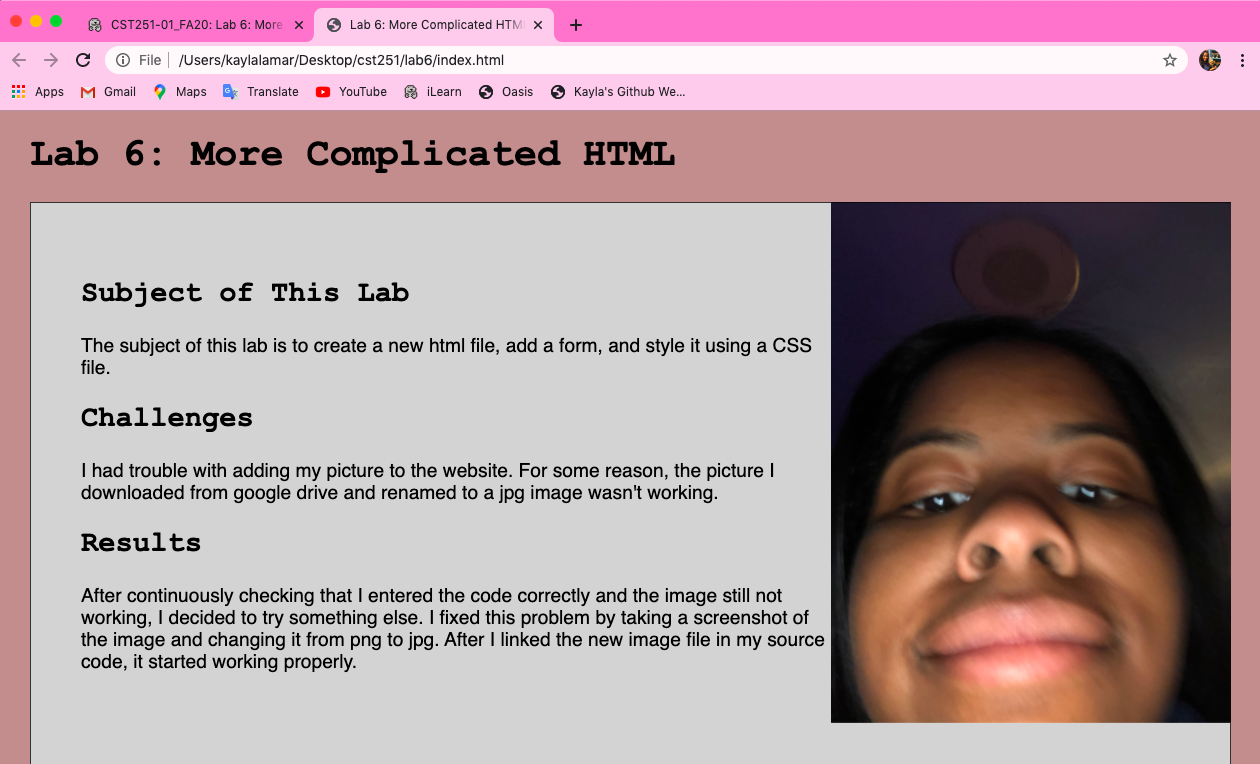 CST251-01_FA20: Lab 6: More
Lab 6: More Complicated HTM
File /Users/kaylalamar/Desktop/cst251/lab6/index.html
Apps Gmail Maps Translate YouTube iLearn Oasis Kayla's Github We...
Lab 6: More Complicated HTML
Subject of This Lab
The subject of this lab is to create a new html file, add a form, and style it using a CSS
file.
Challenges
I had trouble with adding my picture to the website. For some reason, the picture I
downloaded from google drive and renamed to a jpg image wasn't working.
Results
After continuously checking that I entered the code correctly and the image still not
working, I decided to try something else. I fixed this problem by taking a screenshot of
the image and changing it from png to jpg. After I linked the new image file in my source
code, it started working properly.